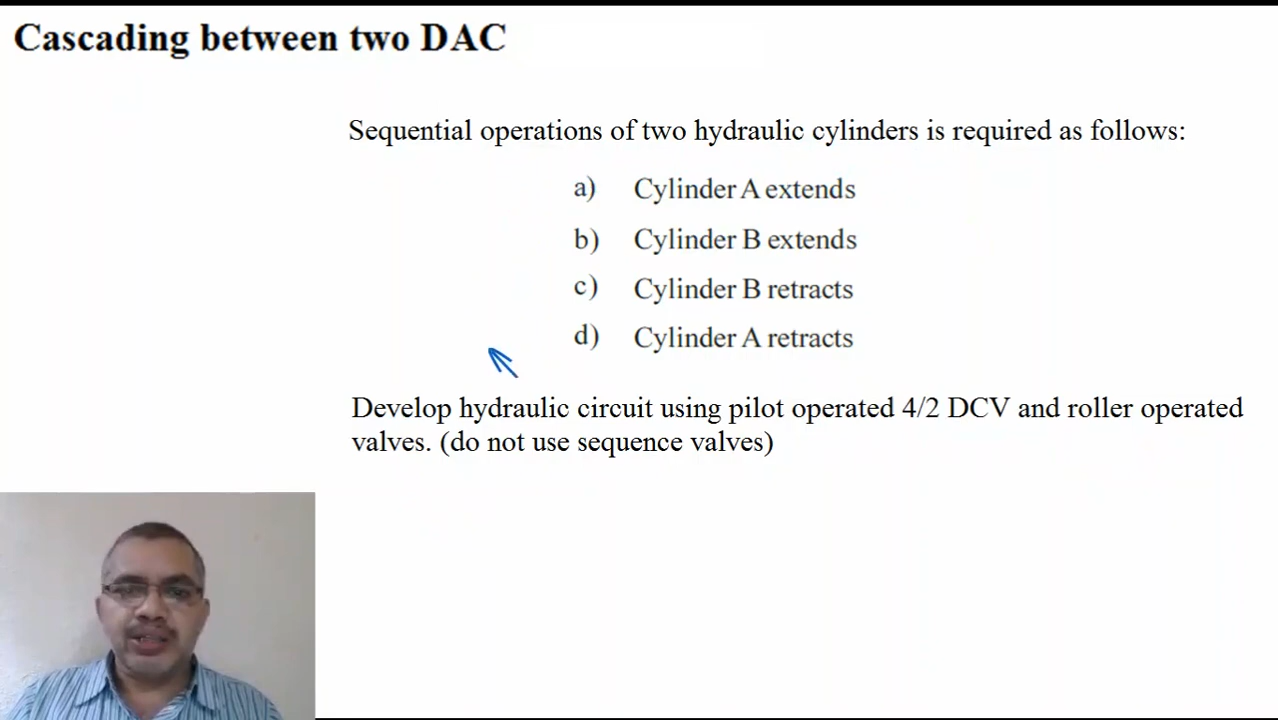 Cascading between two DAC
Sequential operations of two hydraulic cylinders is required as follows:
a) Cylinder A extends
b) Cylinder B extends
c) Cylinder B retracts
d) Cylinder A retracts
Develop hydraulic circuit using pilot operated 4/2 DCV and roller operated
valves. (do not use sequence valves)